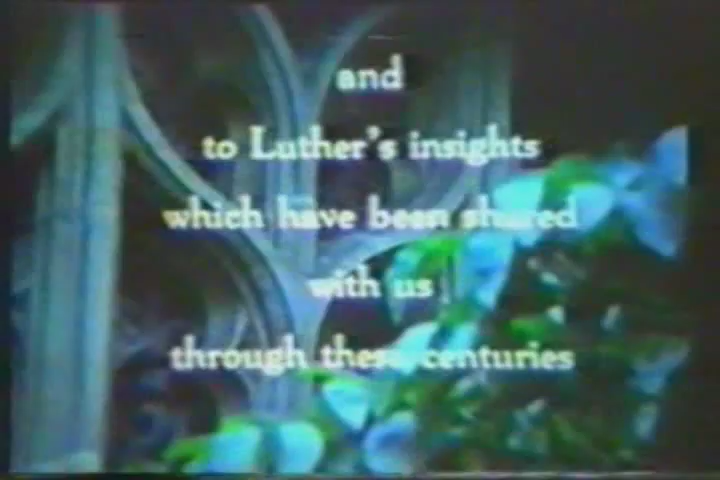 and
to Luther's insights
which have been shared
with us
through these centuries